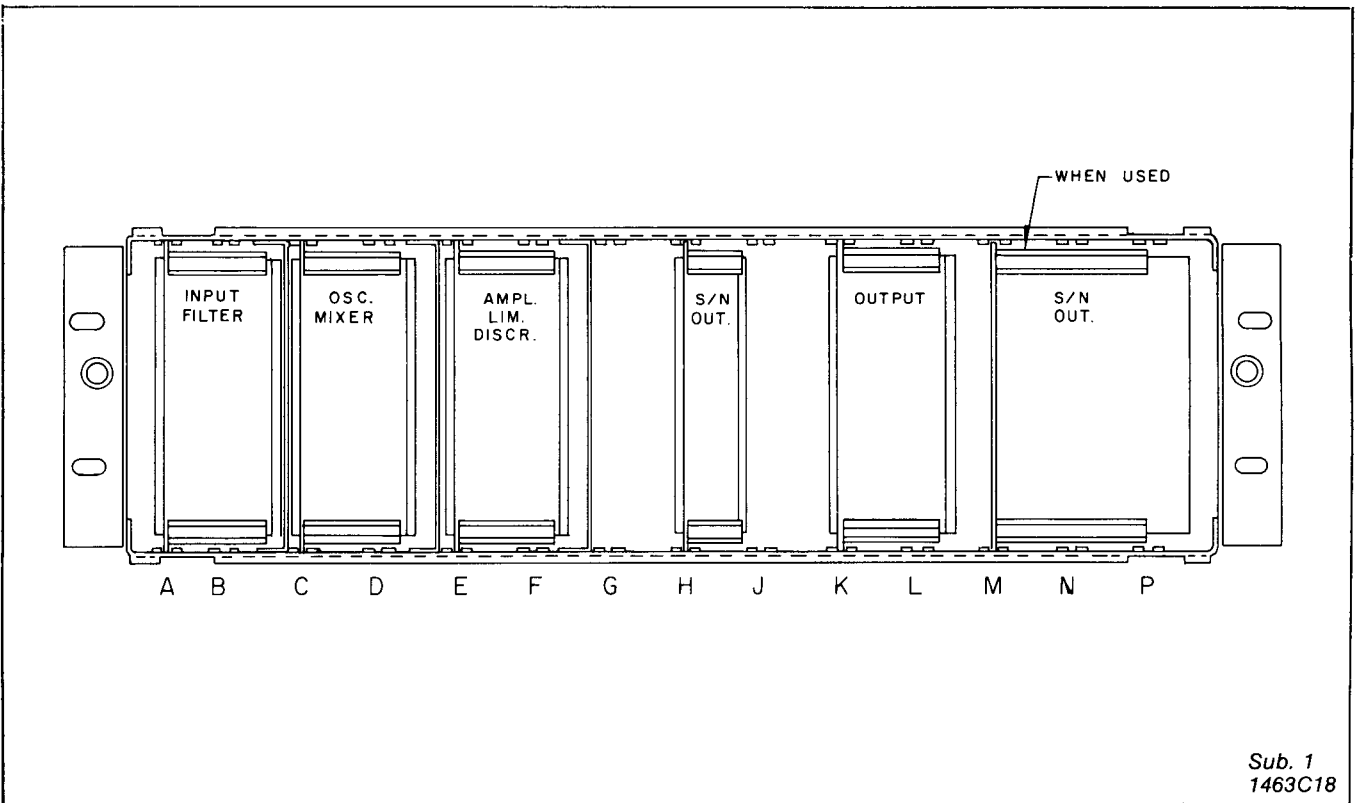 WHEN USED
INPUT
FILTER
OSC.
MIXER
AMPL.
LIM.
DISCR.
S/N
OUT.
OUTPUT
S/N
OUT.
A B C D E F G H J K L M N P
Sub. 1
1463C18